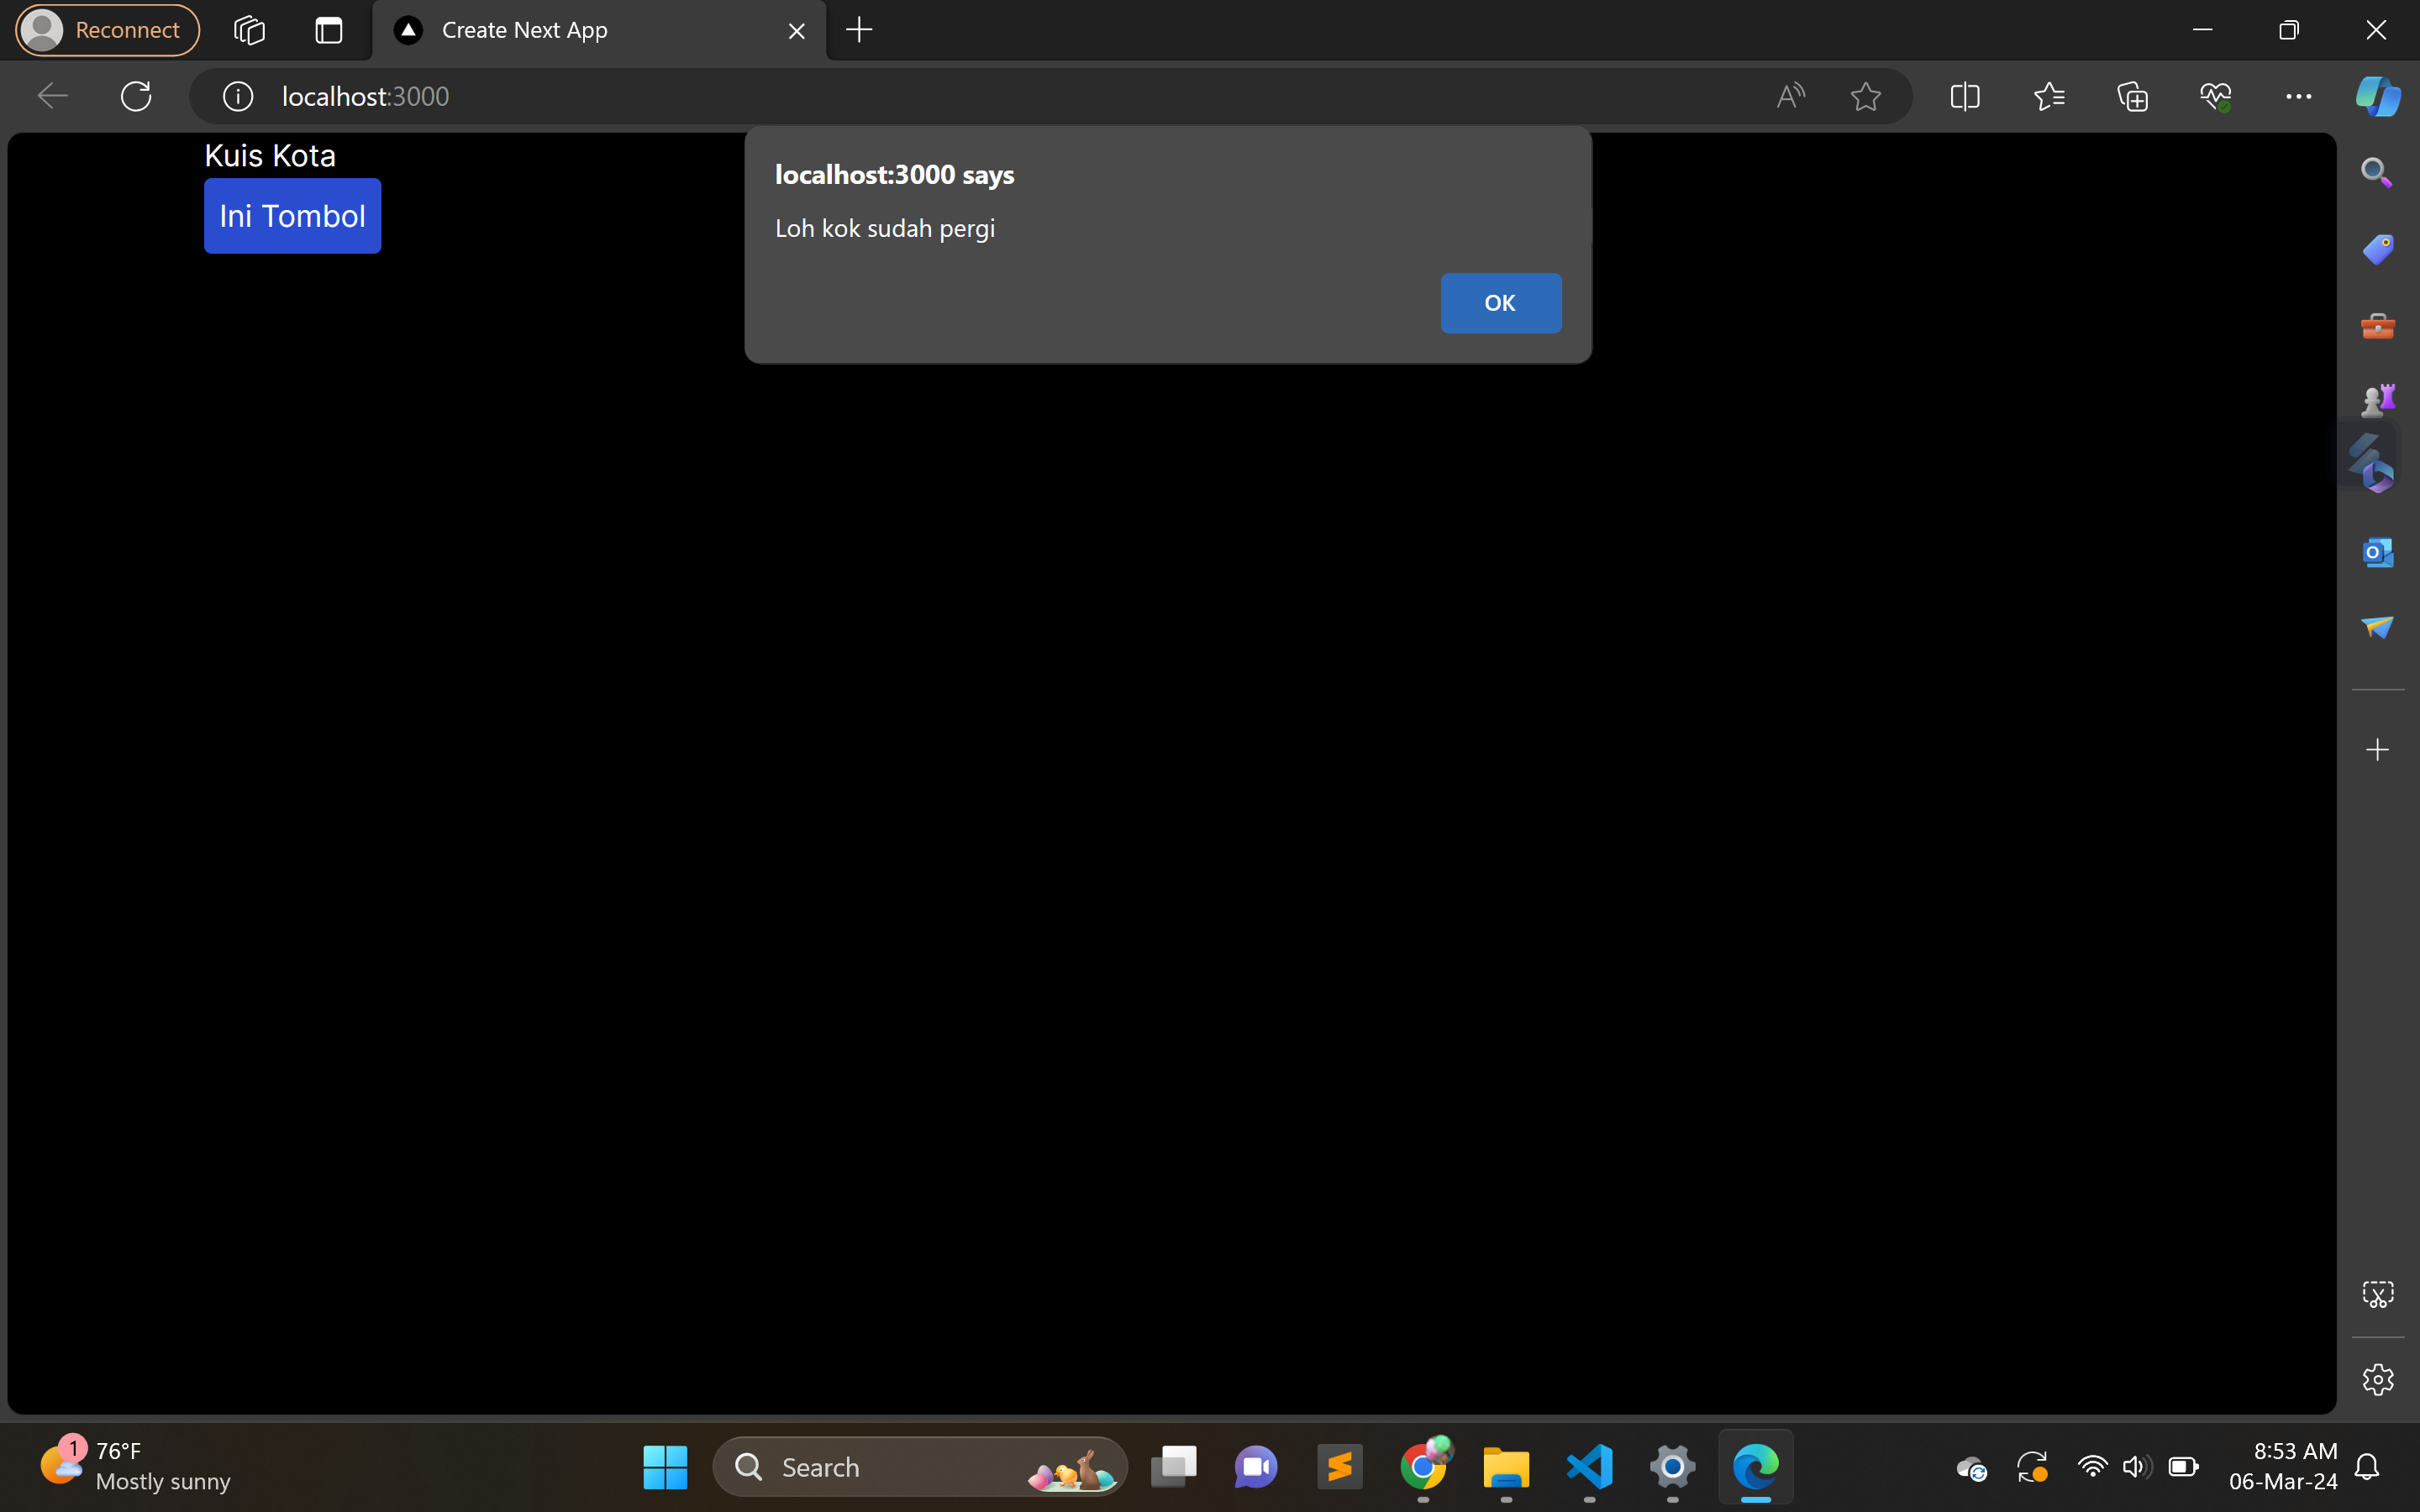 Reconnect
Create Next App
localhost:3000
Kuis Kota
Ini Tombol
localhost:3000 says
Loh kok sudah pergi
OK
1
76°F
Mostly sunny
Search
8:53 AM
06-Mar-24